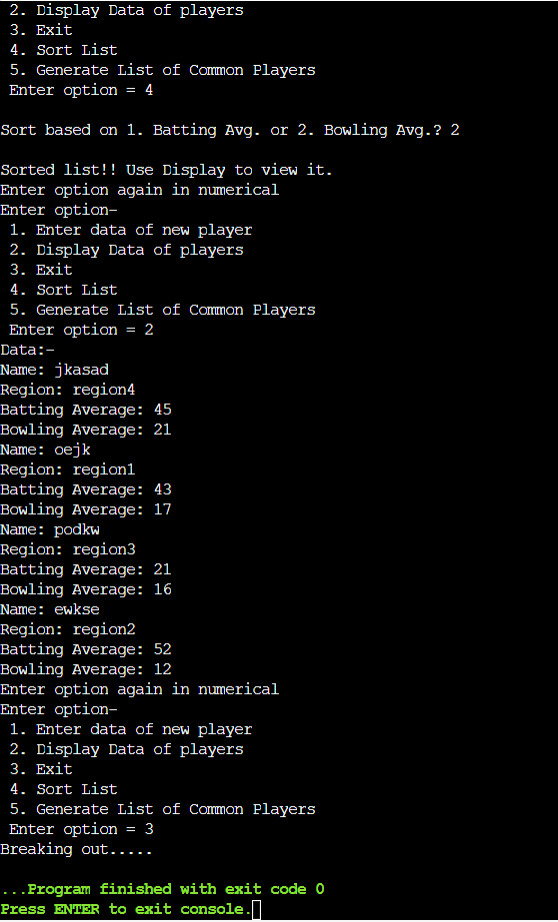 2. Display Data of players
3. Exit
4. Sort List
5. Generate List of Common Players
Enter option = 4

Sort based on 1. Batting Avg. or 2. Bowling Avg.? 2

Sorted list!! Use Display to view it.
Enter option again in numerical
Enter option-
1. Enter data of new player
2. Display Data of players
3. Exit
4. Sort List
5. Generate List of Common Players
Enter option = 2
Data:-
Name: jkasad
Region: region4
Batting Average: 45
Bowling Average: 21
Name: oejk
Region: region1
Batting Average: 43
Bowling Average: 17
Name: podkw
Region: region3
Batting Average: 21
Bowling Average: 16
Name: ewkse
Region: region2
Batting Average: 52
Bowling Average: 12
Enter option again in numerical
Enter option-
1. Enter data of new player
2. Display Data of players
3. Exit
4. Sort List
5. Generate List of Common Players
Enter option = 3
Breaking out.....

...Program finished with exit code 0
Press ENTER to exit console.